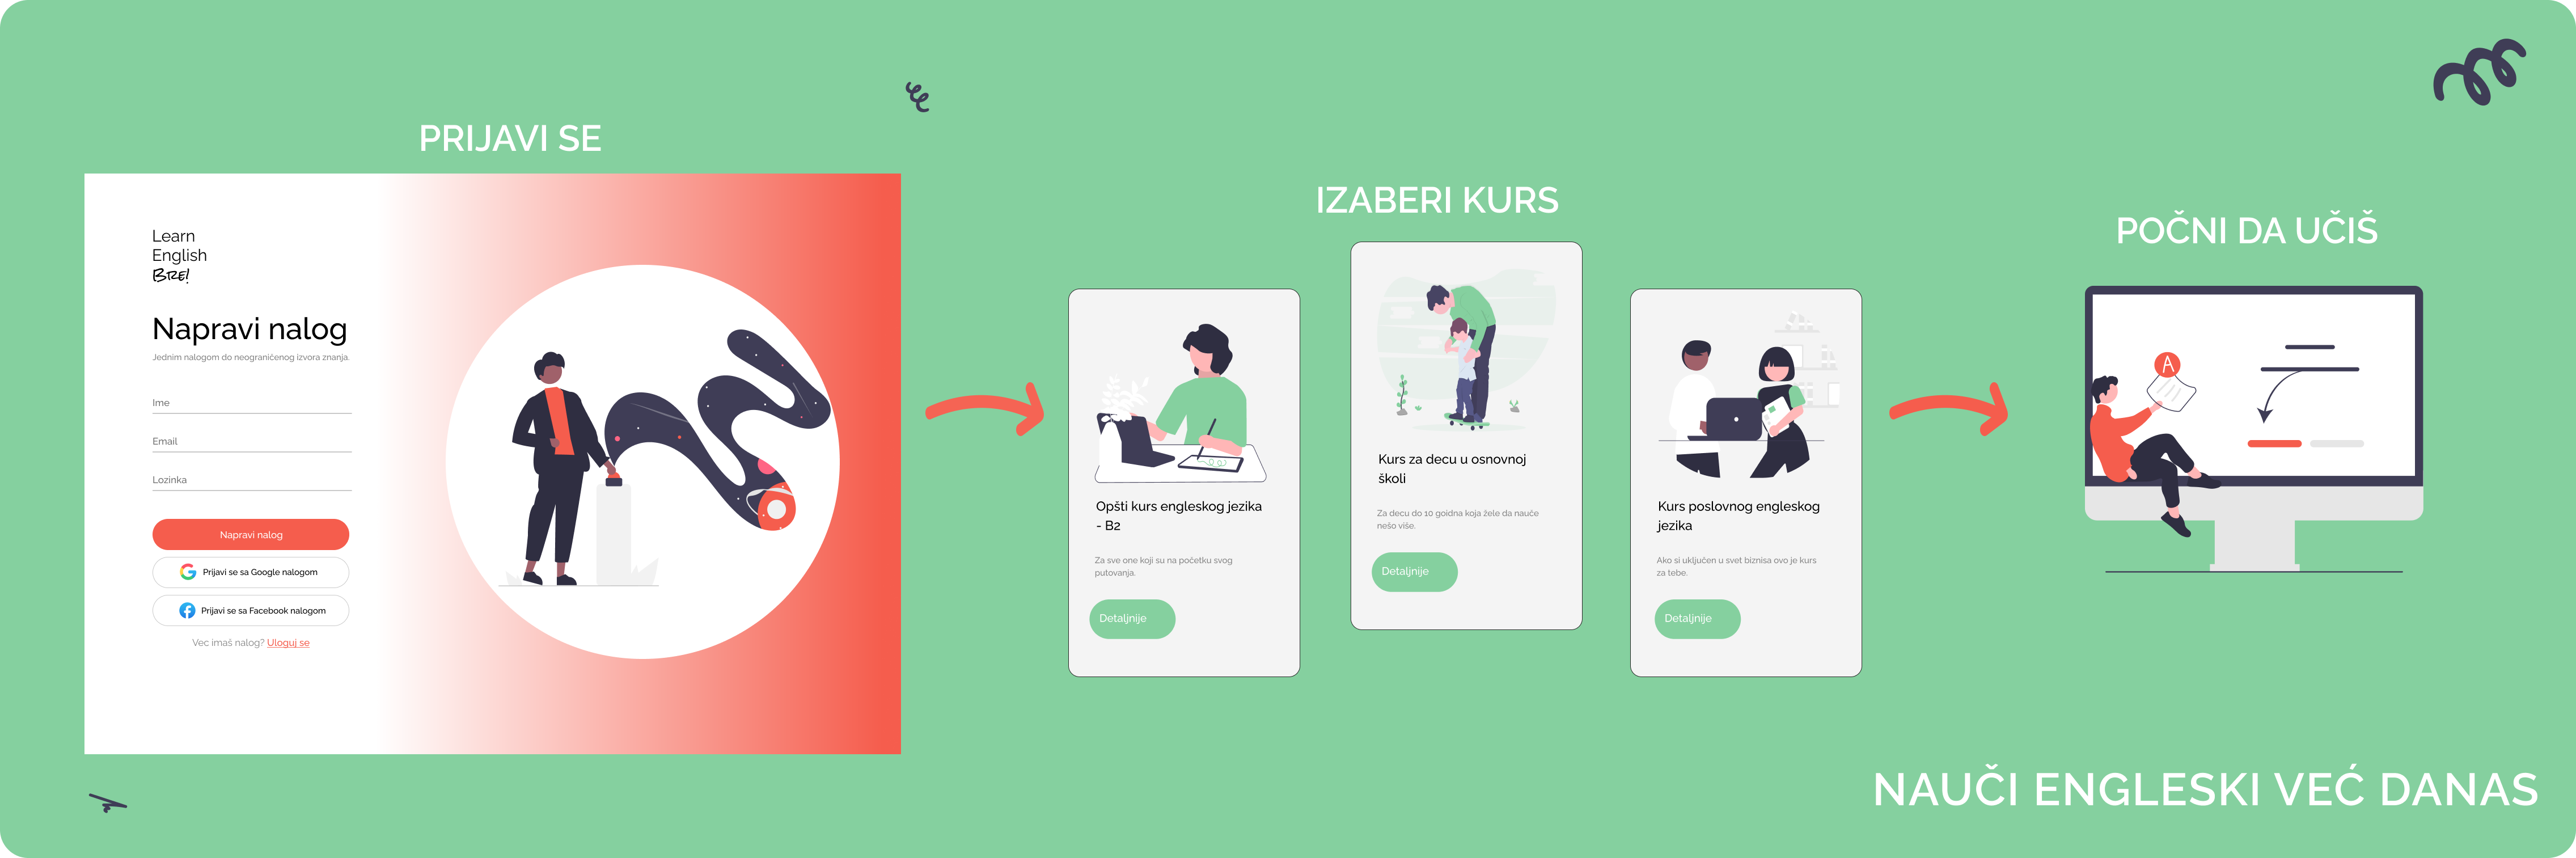 PRIJAVI SE
Learn
English
Bre!
Napravi nalog
Jednim nalogom do neograničenog izvora znanja.
Ime
Email
Lozinka
Napravi nalog
Prijavi se sa Google nalogom
Prijavi se sa Facebook nalogom
Vec imaš nalog? Uloguj se
IZABERI KURS
Opšti kurs engleskog jezika
- B2
Za sve one koji su na početku svog
putovanja.
Detaljnije
Kurs za decu u osnovnoj
školi
Za decu do 10 goidna koja žele da nauče
nešo više.
Detaljnije
Kurs poslovnog engleskog
jezika
Ako si uključen u svet biznisa ovo je kurs
za tebe.
Detaljnije
POČNI DA UČIŠ
A
NAUČI ENGLESKI VEĆ DANAS